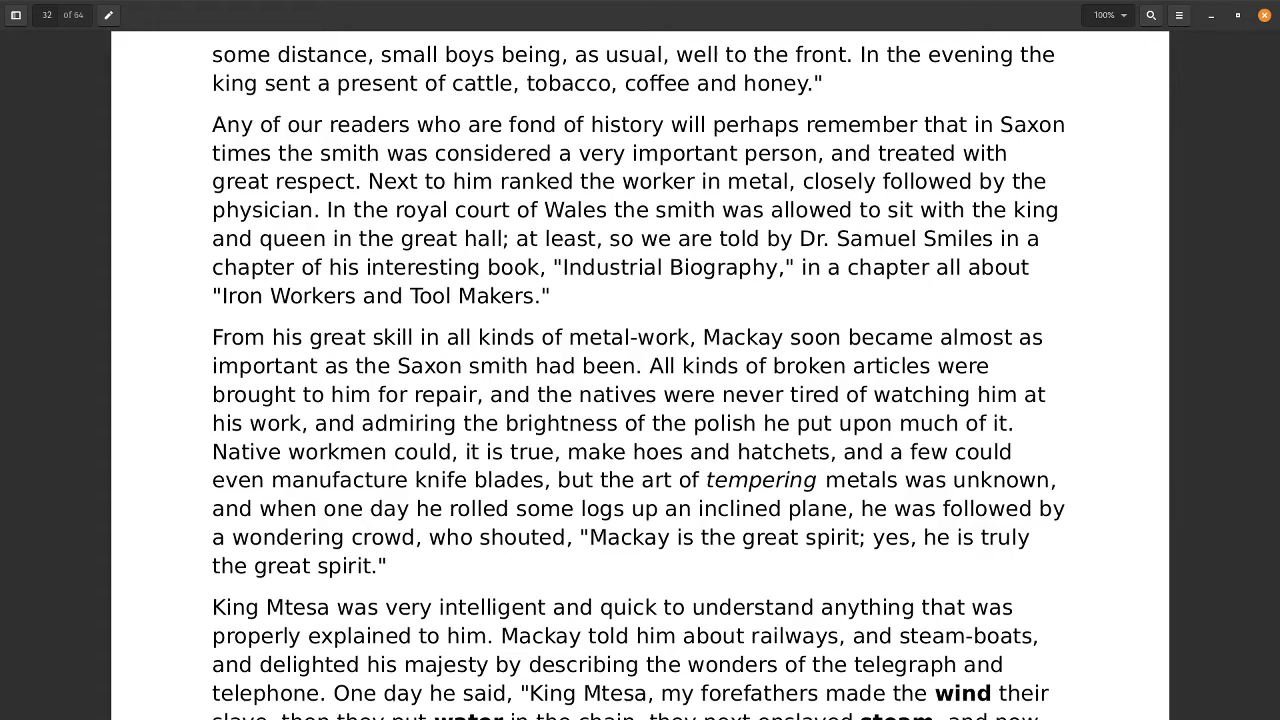 32 of 64
100%
some distance, small boys being, as usual, well to the front. In the evening the
king sent a present of cattle, tobacco, coffee and honey."
Any of our readers who are fond of history will perhaps remember that in Saxon
times the smith was considered a very important person, and treated with
great respect. Next to him ranked the worker in metal, closely followed by the
physician. In the royal court of Wales the smith was allowed to sit with the king
and queen in the great hall; at least, so we are told by Dr. Samuel Smiles in a
chapter of his interesting book, "Industrial Biography," in a chapter all about
"Iron Workers and Tool Makers."
From his great skill in all kinds of metal-work, Mackay soon became almost as
important as the Saxon smith had been. All kinds of broken articles were
brought to him for repair, and the natives were never tired of watching him at
his work, and admiring the brightness of the polish he put upon much of it.
Native workmen could, it is true, make hoes and hatchets, and a few could
even manufacture knife blades, but the art of tempering metals was unknown,
and when one day he rolled some logs up an inclined plane, he was followed by
a wondering crowd, who shouted, "Mackay is the great spirit; yes, he is truly
the great spirit."
King Mtesa was very intelligent and quick to understand anything that was
properly explained to him. Mackay told him about railways, and steam-boats,
and delighted his majesty by describing the wonders of the telegraph and
telephone. One day he said, "King Mtesa, my forefathers made the wind their
slave, then they put water in the chain, they next enslaved steam, and now